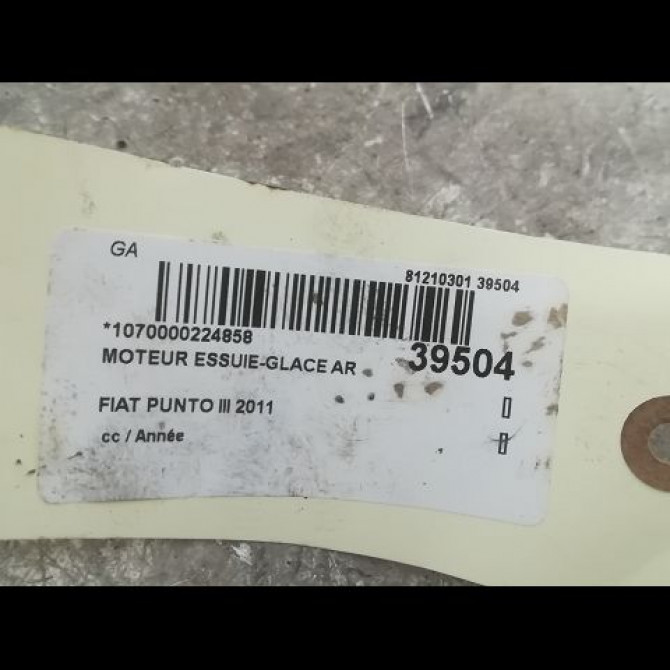 GA
81210301 39504
*1070000224858
MOTEUR ESSUIE-GLACE AR
39504
FIAT PUNTO III 2011
cc / Année